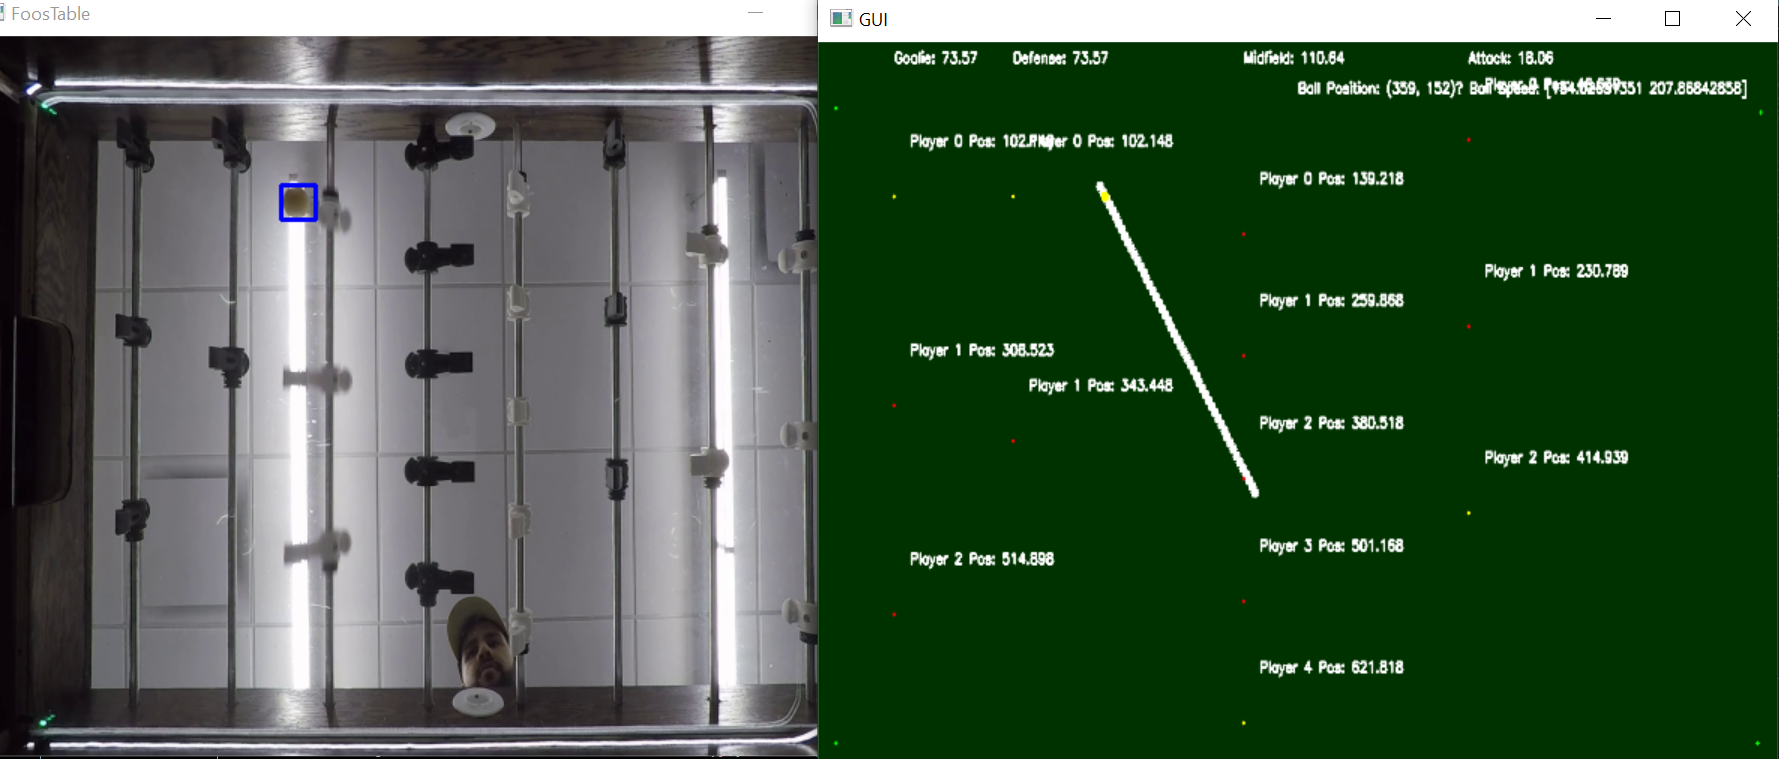 FoosTable
GUI
Goalie: 73.57 Defense: 73.57 Midfield: 110.64 Attack: 18.06
Ball Position: (359, 152)? Ball Speed: 207.86842858]
Player 0 Pos: Player 0 Pos: 102.148
Player 0 Pos: 139.218
Player 1 Pos: 230.789
Player 1 Pos: 259.868
Player 1 Pos: 308.523
Player 1 Pos: 343.448
Player 2 Pos: 380.518
Player 2 Pos: 414.939
Player 3 Pos: 501.168
Player 2 Pos: 514.898
Player 4 Pos: 621.818